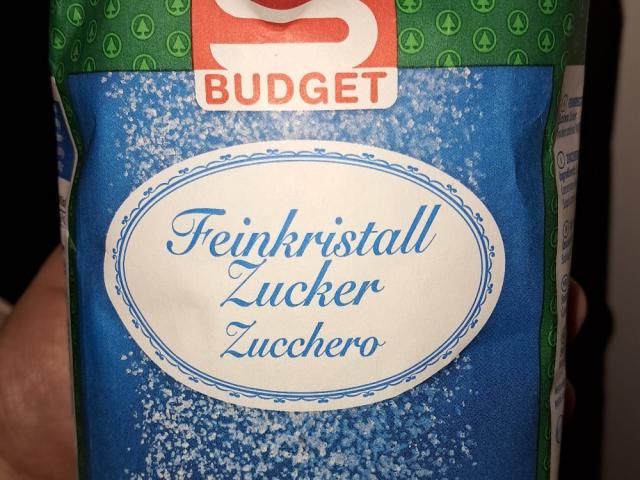 S
BUDGET
Feinkristall
Zucker
Zucchero